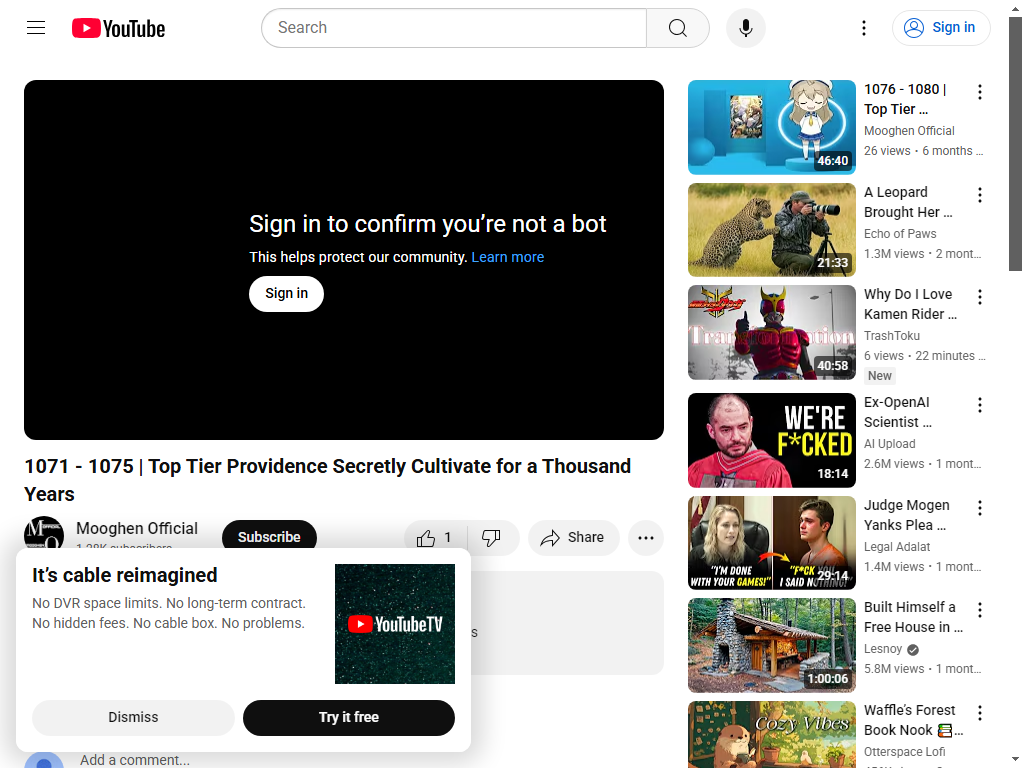 YouTube
Search
Sign in
Sign in to confirm you’re not a bot
This helps protect our community. Learn more
Sign in
1071 - 1075 | Top Tier Providence Secretly Cultivate for a Thousand
Years
Mooghen Official
Subscribe
1
Share
It’s cable reimagined
No DVR space limits. No long-term contract.
No hidden fees. No cable box. No problems.
YouTubeTV
Dismiss
Try it free
Add a comment...
46:40
1076 - 1080 |
Top Tier ...
Mooghen Official
26 views • 6 months ...
21:33
A Leopard
Brought Her ...
Echo of Paws
1.3M views • 2 mont...
Transformation
40:58
Why Do I Love
Kamen Rider ...
TrashToku
6 views • 22 minutes ...
New
WE'RE
F*CKED
18:14
Ex-OpenAI
Scientist ...
AI Upload
2.6M views • 1 mont...
"I'M DONE
WITH YOUR GAMES!"
"F*CK YOU
I SAID NOTHING!"
29:14
Judge Mogen
Yanks Plea ...
Legal Adalat
1.4M views • 1 mont...
1:00:06
Built Himself a
Free House in ...
Lesnoy
5.8M views • 1 mont...
Cozy Vibes
Waffle’s Forest
Book Nook 📚...
Otterspace Lofi